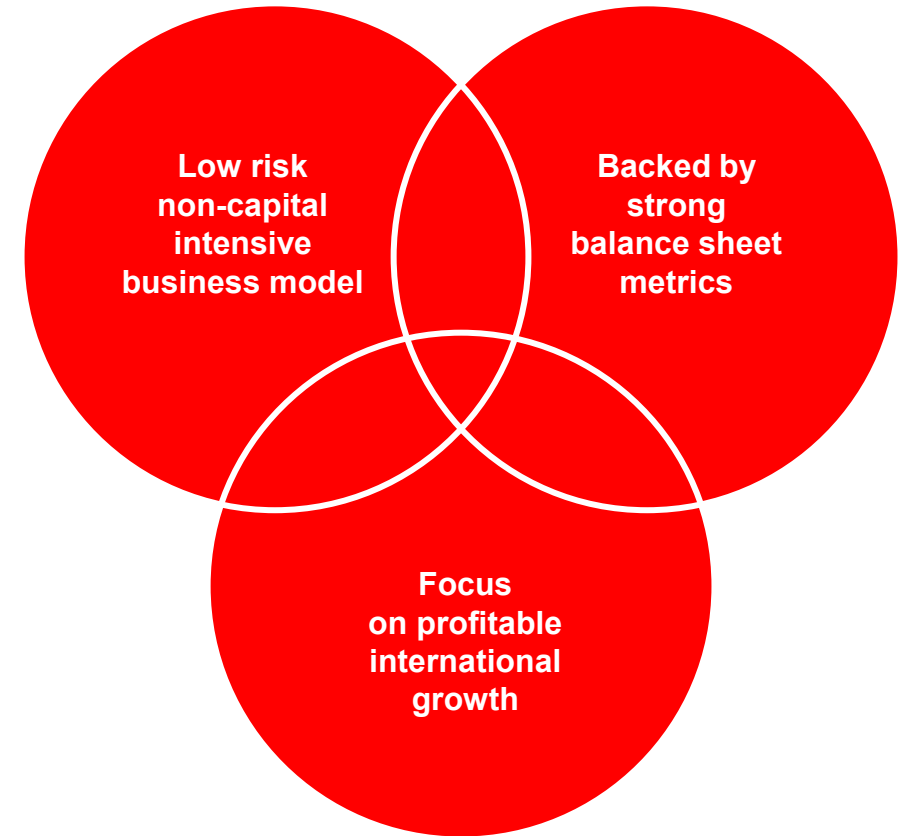 Low risk
non-capital
intensive
business model
Backed by
strong
balance sheet
metrics
Focus
on profitable
international
growth